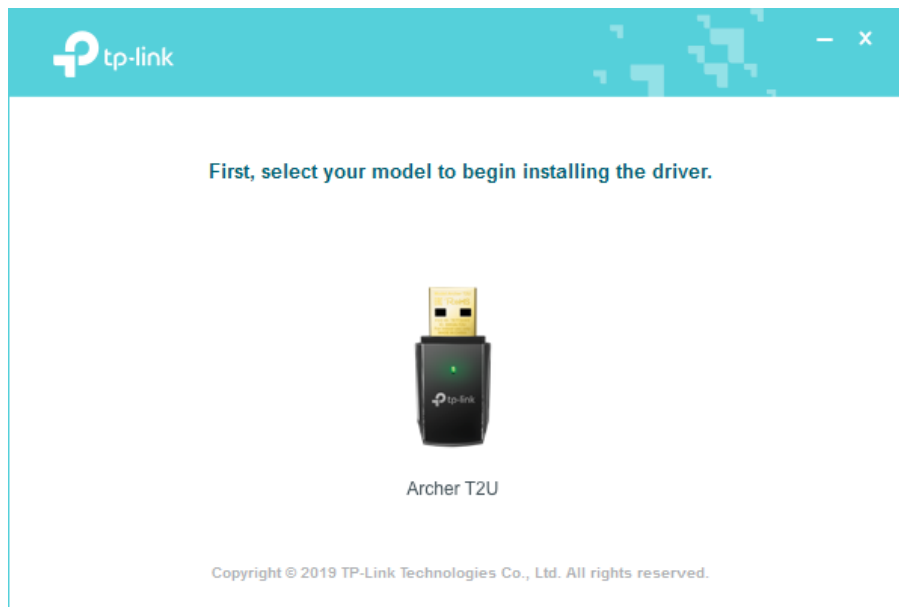 tp-link
First, select your model to begin installing the driver.
tp-link
Archer T2U
Copyright © 2019 TP-Link Technologies Co., Ltd. All rights reserved.